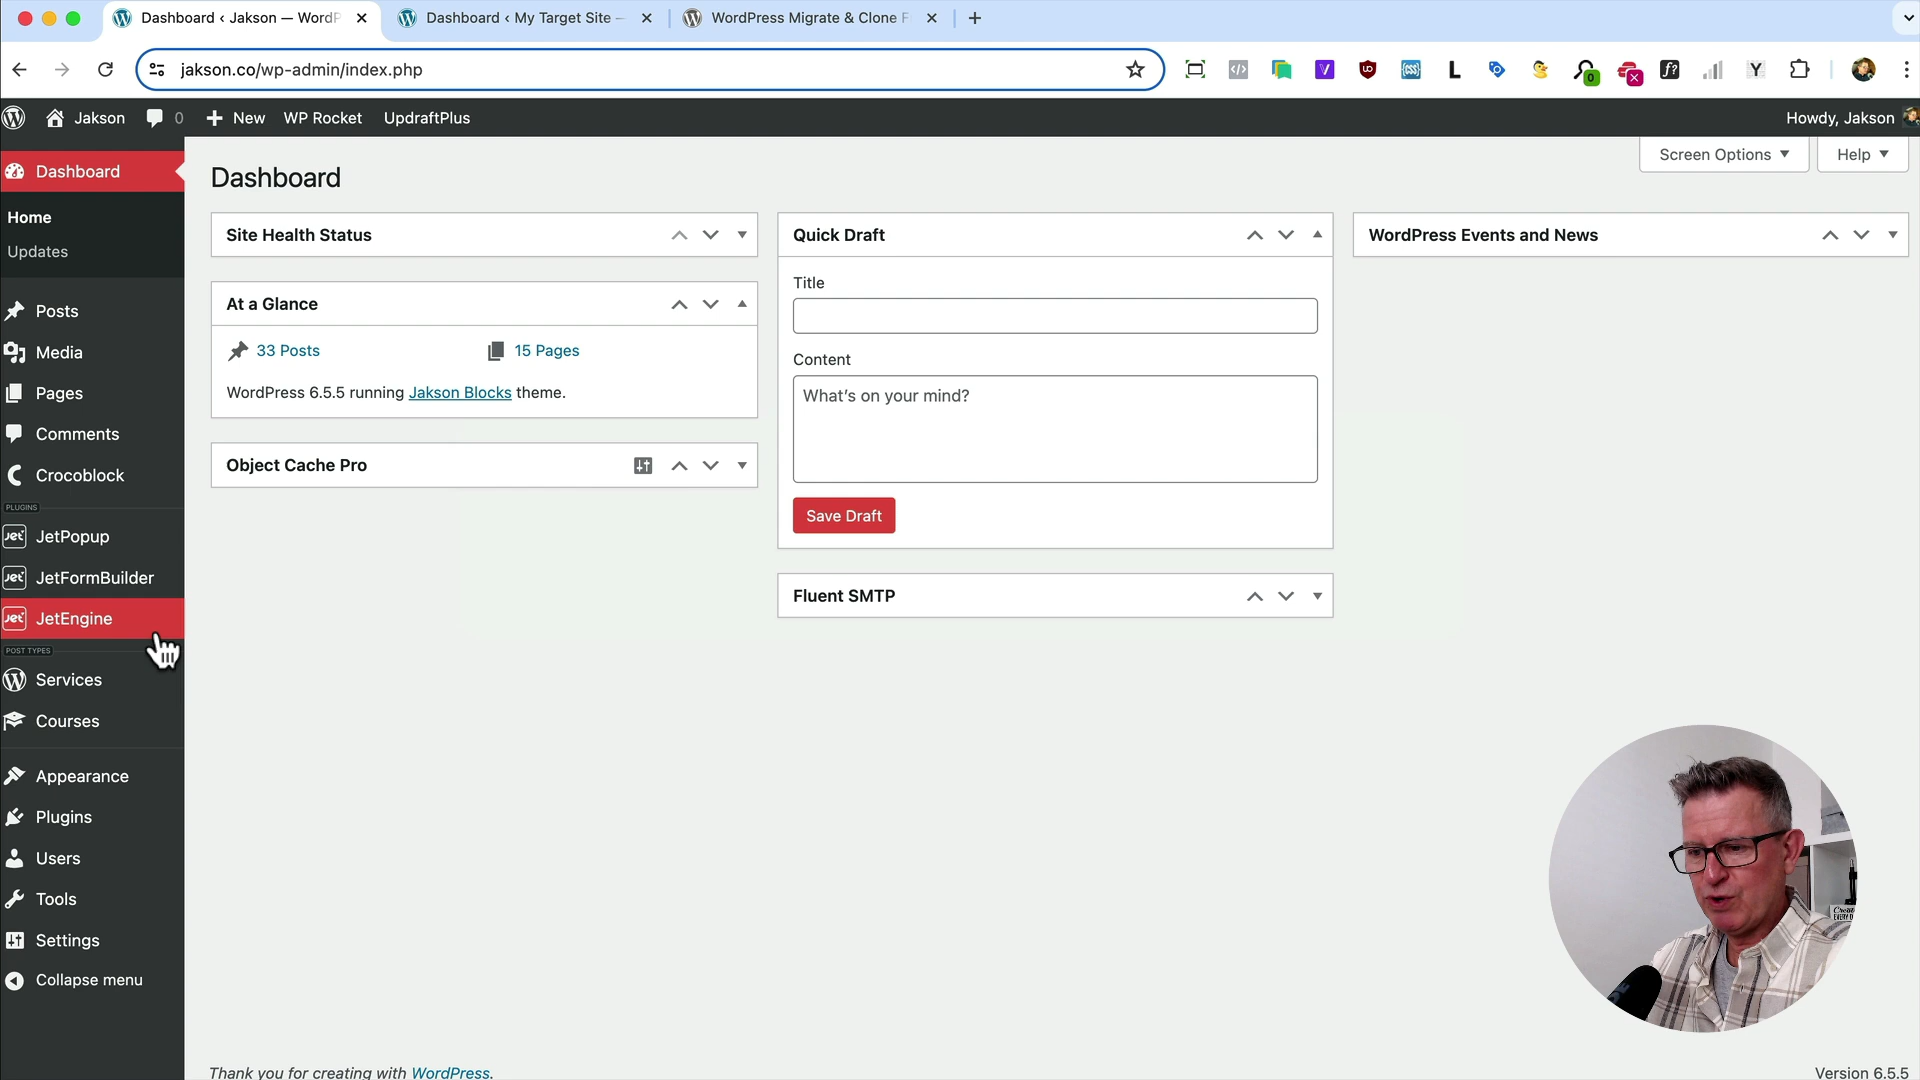 Dashboard ‹ Jakson — WordP
Dashboard ‹ My Target Site –
WordPress Migrate & Clone F
jakson.co/wp-admin/index.php
Jakson
0
New
WP Rocket
UpdraftPlus
Howdy, Jakson
Screen Options
Help
Dashboard
Home
Updates
Posts
Media
Pages
Comments
Crocoblock
PLUGINS
JetPopup
JetFormBuilder
JetEngine
POST TYPES
Services
Courses
Appearance
Plugins
Users
Tools
Settings
Collapse menu
Dashboard
Site Health Status
At a Glance
33 Posts
15 Pages
WordPress 6.5.5 running Jakson Blocks theme.
Object Cache Pro
Quick Draft
Title
Content
What’s on your mind?
Save Draft
Fluent SMTP
WordPress Events and News
Thank you for creating with WordPress.
Version 6.5.5